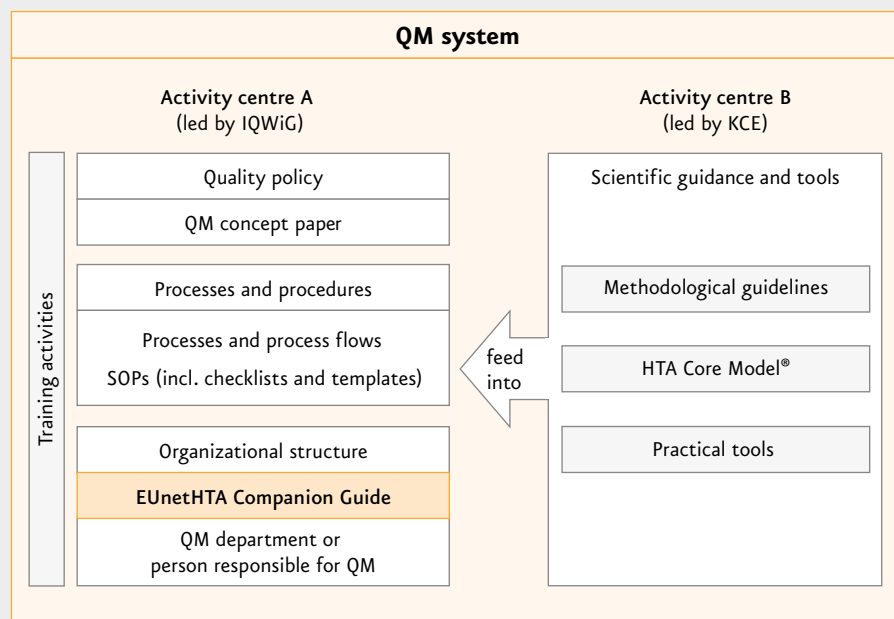 QM system
Activity centre A
(led by IQWiG)
Training activities
Quality policy
QM concept paper
Processes and procedures
Processes and process flows
SOPs (incl. checklists and templates)
Organizational structure
EUnetHTA Companion Guide
QM department or
person responsible for QM
feed
into
Activity centre B
(led by KCE)
Scientific guidance and tools
Methodological guidelines
HTA Core Model®
Practical tools